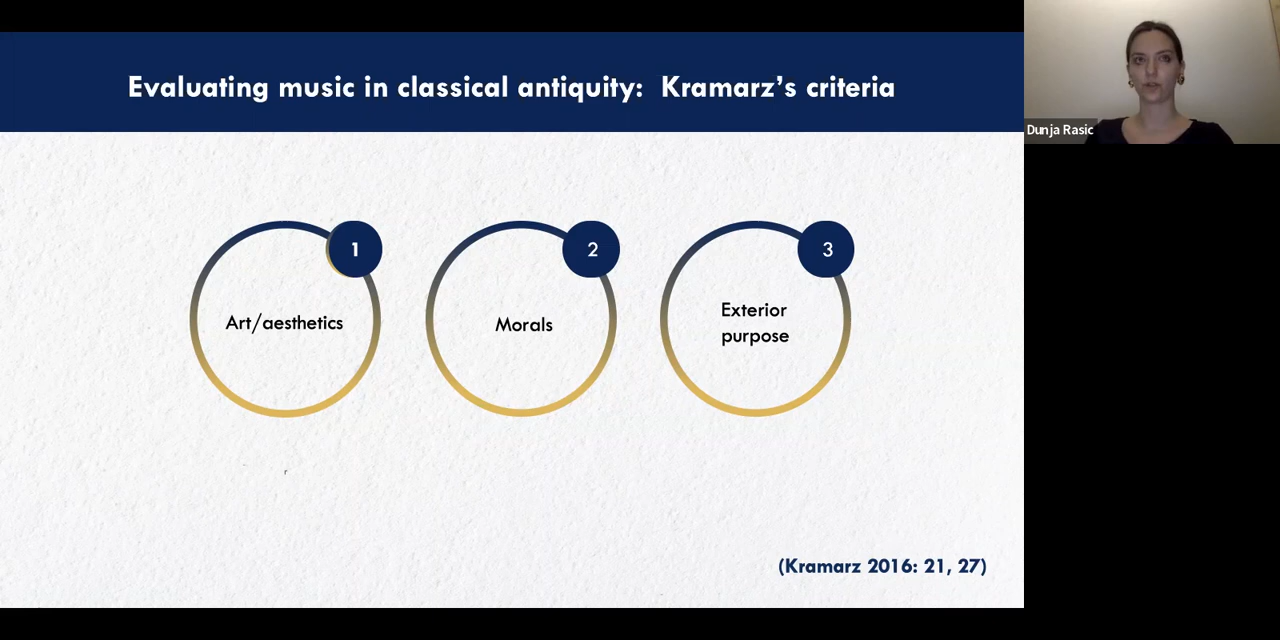 Evaluating music in classical antiquity: Kramarz's criteria
Dunja Rasic
1
2
3
Art/aesthetics
Morals
Exterior
purpose
(Kramarz 2016: 21, 27)